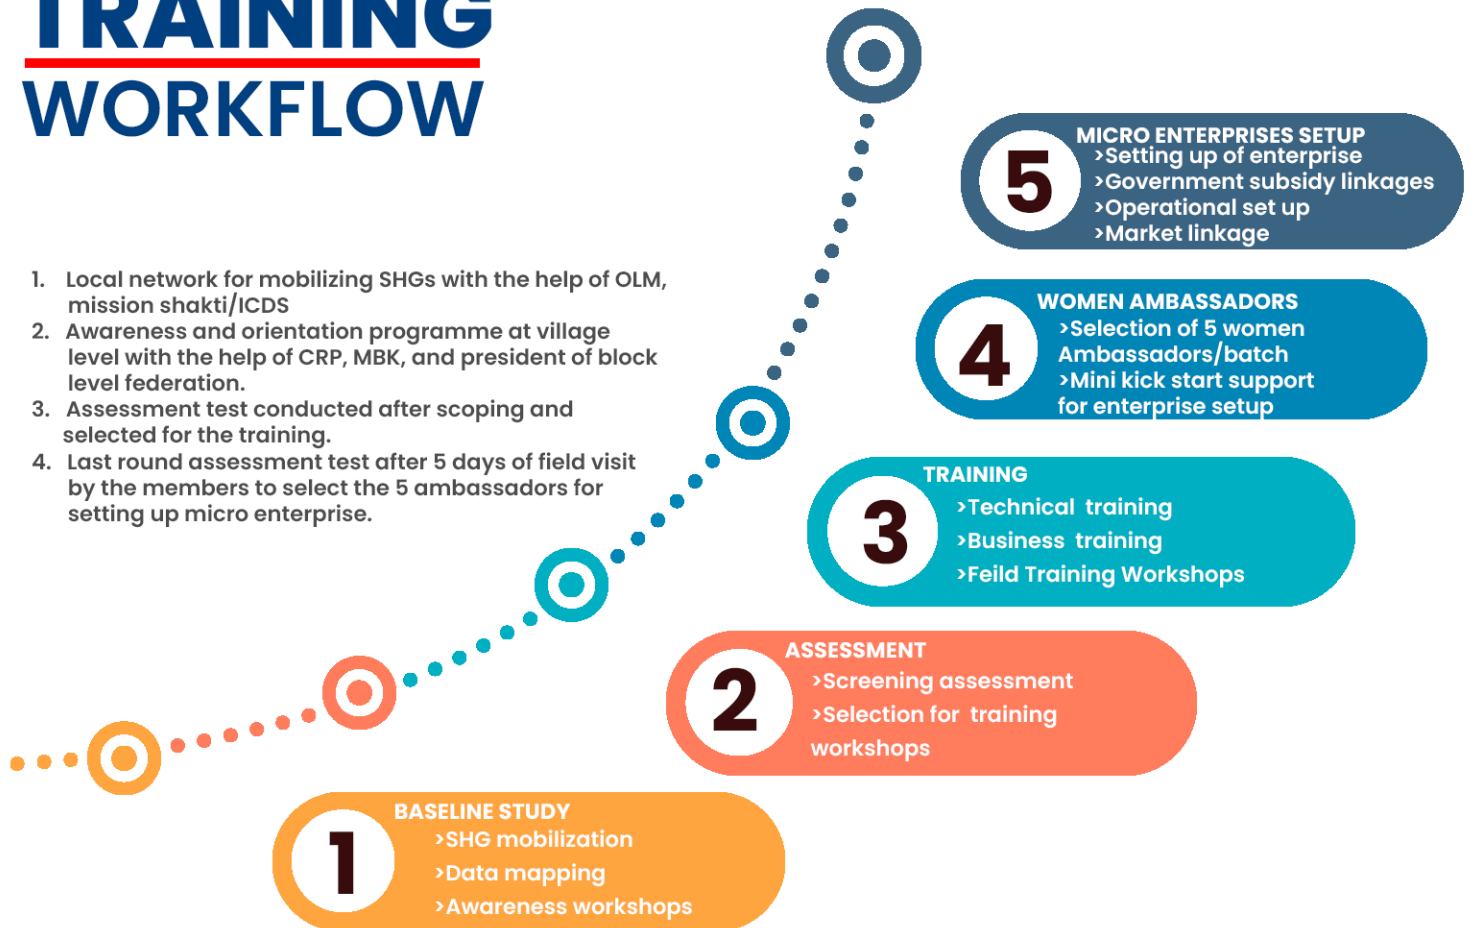 TRAINING
WORKFLOW
1. Local network for mobilizing SHGs with the help of OLM,
mission shakti/ICDS
2. Awareness and orientation programme at village
level with the help of CRP, MBK, and president of block
level federation.
3. Assessment test conducted after scoping and
selected for the training.
4. Last round assessment test after 5 days of field visit
by the members to select the 5 ambassadors for
setting up micro enterprise.
5
MICRO ENTERPRISES SETUP
>Setting up of enterprise
>Government subsidy linkages
>Operational set up
>Market linkage
4
WOMEN AMBASSADORS
>Selection of 5 women
Ambassadors/batch
>Mini kick start support
for enterprise setup
3
TRAINING
>Technical training
>Business training
>Feild Training Workshops
2
ASSESSMENT
>Screening assessment
>Selection for training
workshops
1
BASELINE STUDY
>SHG mobilization
>Data mapping
>Awareness workshops